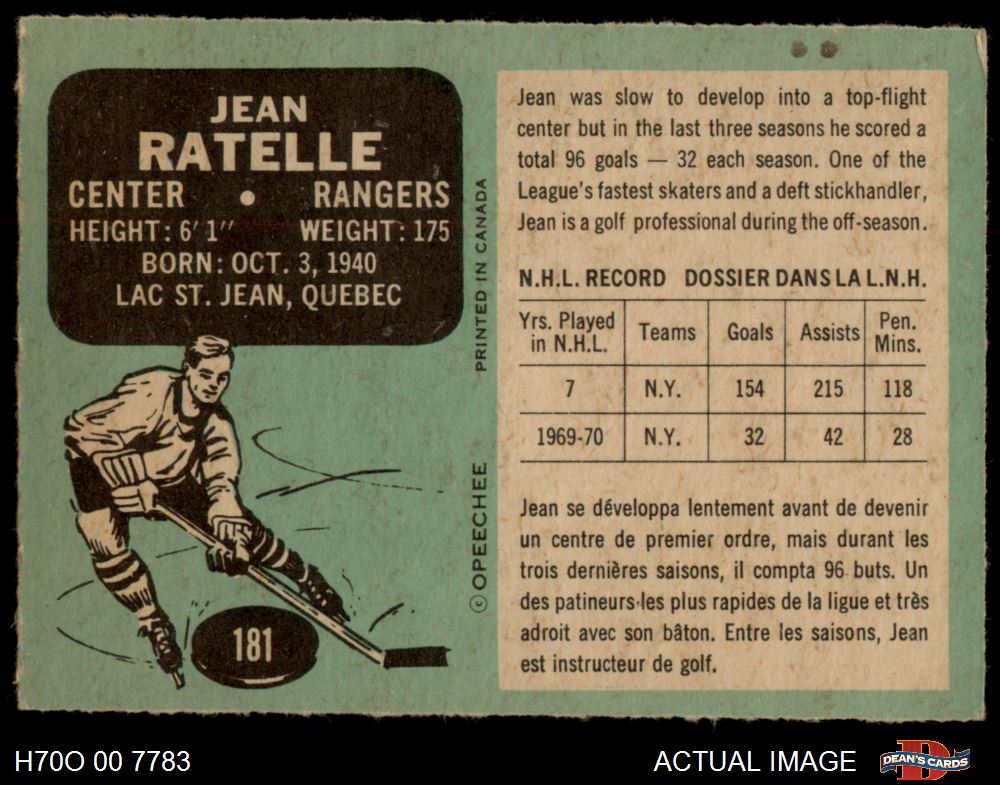 JEAN
RATELLE
CENTER • RANGERS
HEIGHT: 6' 1" WEIGHT: 175
BORN: OCT. 3, 1940
LAC ST. JEAN, QUEBEC
181
© OPEECHEE PRINTED IN CANADA
Jean was slow to develop into a top-flight
center but in the last three seasons he scored a
total 96 goals — 32 each season. One of the
League's fastest skaters and a deft stickhandler,
Jean is a golf professional during the off-season.
N.H.L. RECORD DOSSIER DANS LA L.N.H.
Yrs. Played in N.H.L. Teams Goals Assists Pen. Mins.
7 N.Y. 154 215 118
1969-70 N.Y. 32 42 28
Jean se développa lentement avant de devenir
un centre de premier ordre, mais durant les
trois dernières saisons, il compta 96 buts. Un
des patineurs les plus rapides de la ligue et très
adroit avec son bâton. Entre les saisons, Jean
est instructeur de golf.
H70O 00 7783 ACTUAL IMAGE DEAN'S CARDS